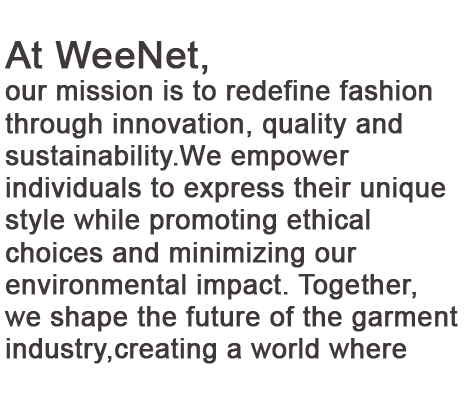 At WeeNet,
our mission is to redefine fashion
through innovation, quality and
sustainability.We empower
individuals to express their unique
style while promoting ethical
choices and minimizing our
environmental impact. Together,
we shape the future of the garment
industry,creating a world where